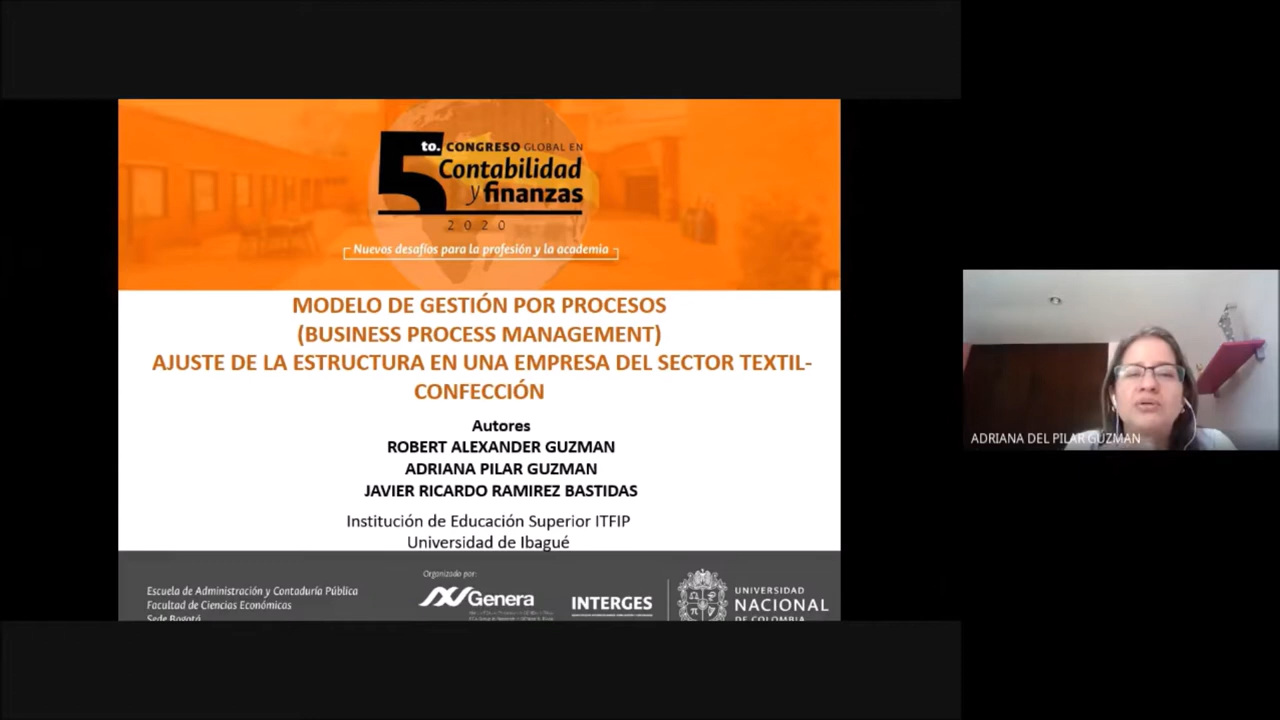 5to. CONGRESO GLOBAL EN
Contabilidad
y finanzas
2020
Nuevos desafíos para la profesión y la academia
MODELO DE GESTIÓN POR PROCESOS
(BUSINESS PROCESS MANAGEMENT)
AJUSTE DE LA ESTRUCTURA EN UNA EMPRESA DEL SECTOR TEXTIL-
CONFECCIÓN
Autores
ROBERT ALEXANDER GUZMAN
ADRIANA PILAR GUZMAN
JAVIER RICARDO RAMIREZ BASTIDAS
Institución de Educación Superior ITFIP
Universidad de Ibagué
Organizado por:
Escuela de Administración y Contaduría Pública
Facultad de Ciencias Económicas
Sede Bogotá
Genera
INTERGES
UNIVERSIDAD
NACIONAL
DE COLOMBIA
ADRIANA DEL PILAR GUZMAN